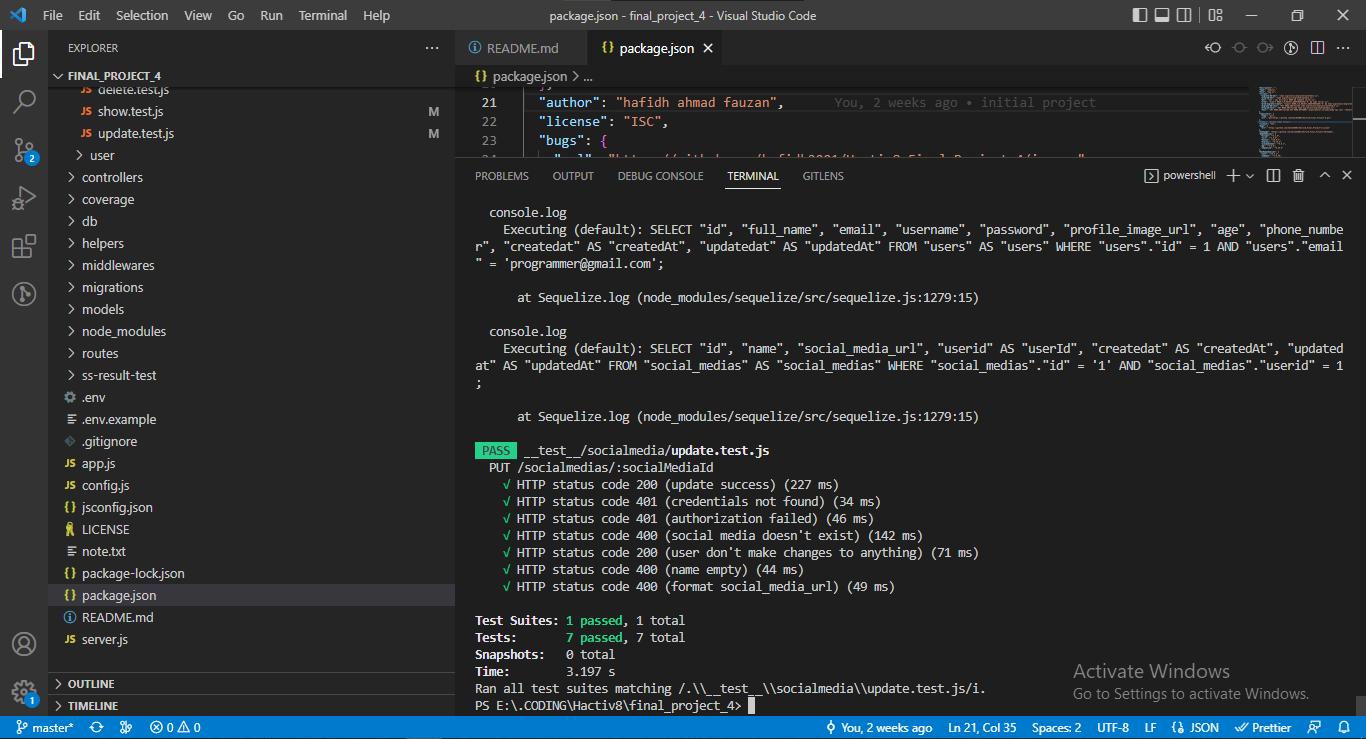 File Edit Selection View Go Run Terminal Help
package.json - final_project_4 - Visual Studio Code
EXPLORER
FINAL_PROJECT_4
JS delete.test.js
JS show.test.js M
JS update.test.js M
user
controllers
coverage
db
helpers
middlewares
migrations
models
node_modules
routes
ss-result-test
.env
.env.example
.gitignore
JS app.js
JS config.js
{} jsconfig.json
LICENSE
note.txt
{} package-lock.json
{} package.json
README.md
JS server.js
OUTLINE
TIMELINE
2
1
README.md
{} package.json
{} package.json > ...
21 "author": "hafidh ahmad fauzan", You, 2 weeks ago • initial project
22 "license": "ISC",
23 "bugs": {
PROBLEMS OUTPUT DEBUG CONSOLE TERMINAL GITLENS
powershell
console.log
Executing (default): SELECT "id", "full_name", "email", "username", "password", "profile_image_url", "age", "phone_numbe
r", "createdat" AS "createdAt", "updatedat" AS "updatedAt" FROM "users" AS "users" WHERE "users"."id" = 1 AND "users"."email
" = 'programmer@gmail.com';
at Sequelize.log (node_modules/sequelize/src/sequelize.js:1279:15)
console.log
Executing (default): SELECT "id", "name", "social_media_url", "userid" AS "userId", "createdat" AS "createdAt", "updated
at" AS "updatedAt" FROM "social_medias" AS "social_medias" WHERE "social_medias"."id" = '1' AND "social_medias"."userid" = 1
;
at Sequelize.log (node_modules/sequelize/src/sequelize.js:1279:15)
PASS __test__/socialmedia/update.test.js
PUT /socialmedias/:socialMediaId
√ HTTP status code 200 (update success) (227 ms)
√ HTTP status code 401 (credentials not found) (34 ms)
√ HTTP status code 401 (authorization failed) (46 ms)
√ HTTP status code 400 (social media doesn't exist) (142 ms)
√ HTTP status code 200 (user don't make changes to anything) (71 ms)
√ HTTP status code 400 (name empty) (44 ms)
√ HTTP status code 400 (format social_media_url) (49 ms)
Test Suites: 1 passed, 1 total
Tests: 7 passed, 7 total
Snapshots: 0 total
Time: 3.197 s
Ran all test suites matching /.\\__test__\\socialmedia\\update.test.js/i.
PS E:\.CODING\Hactiv8\final_project_4>
Activate Windows
Go to Settings to activate Windows.
master* 0 0
You, 2 weeks ago Ln 21, Col 35 Spaces: 2 UTF-8 LF {} JSON Prettier